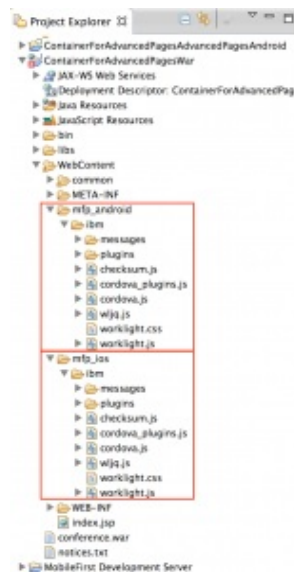 Project Explorer
ContainerForAdvancedPagesAdvancedPagesAndroid
ContainerForAdvancedPagesWar
JAX-WS Web Services
Deployment Descriptor: ContainerForAdvancedPag
Java Resources
JavaScript Resources
bin
libs
WebContent
common
META-INF
mfp_android
ibm
messages
plugins
checksum.js
cordova_plugins.js
cordova.js
wljq.js
worklight.css
worklight.js
mfp_ios
ibm
messages
plugins
checksum.js
cordova_plugins.js
cordova.js
wljq.js
worklight.css
worklight.js
WEB-INF
index.jsp
conference.war
notices.txt
MobileFirst Development Server